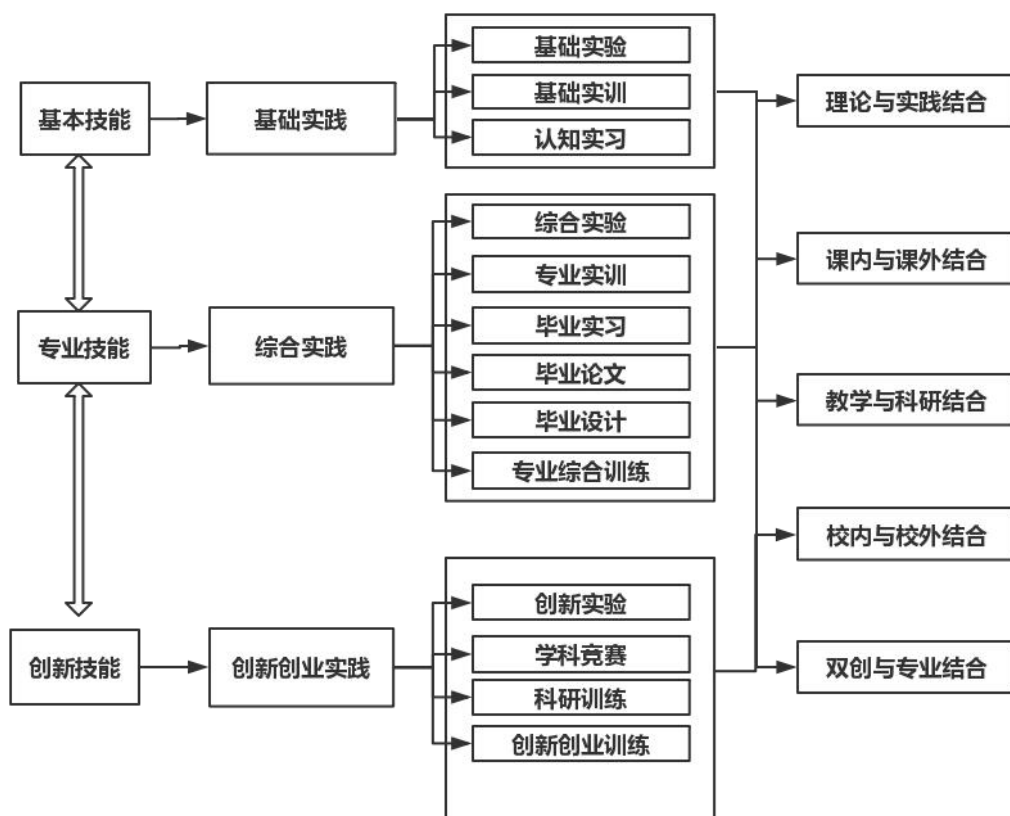 基本技能
基础实践
基础实验
基础实训
认知实习
专业技能
综合实践
综合实验
专业实训
毕业实习
毕业论文
毕业设计
专业综合训练
创新技能
创新创业实践
创新实验
学科竞赛
科研训练
创新创业训练
理论与实践结合
课内与课外结合
教学与科研结合
校内与校外结合
双创与专业结合